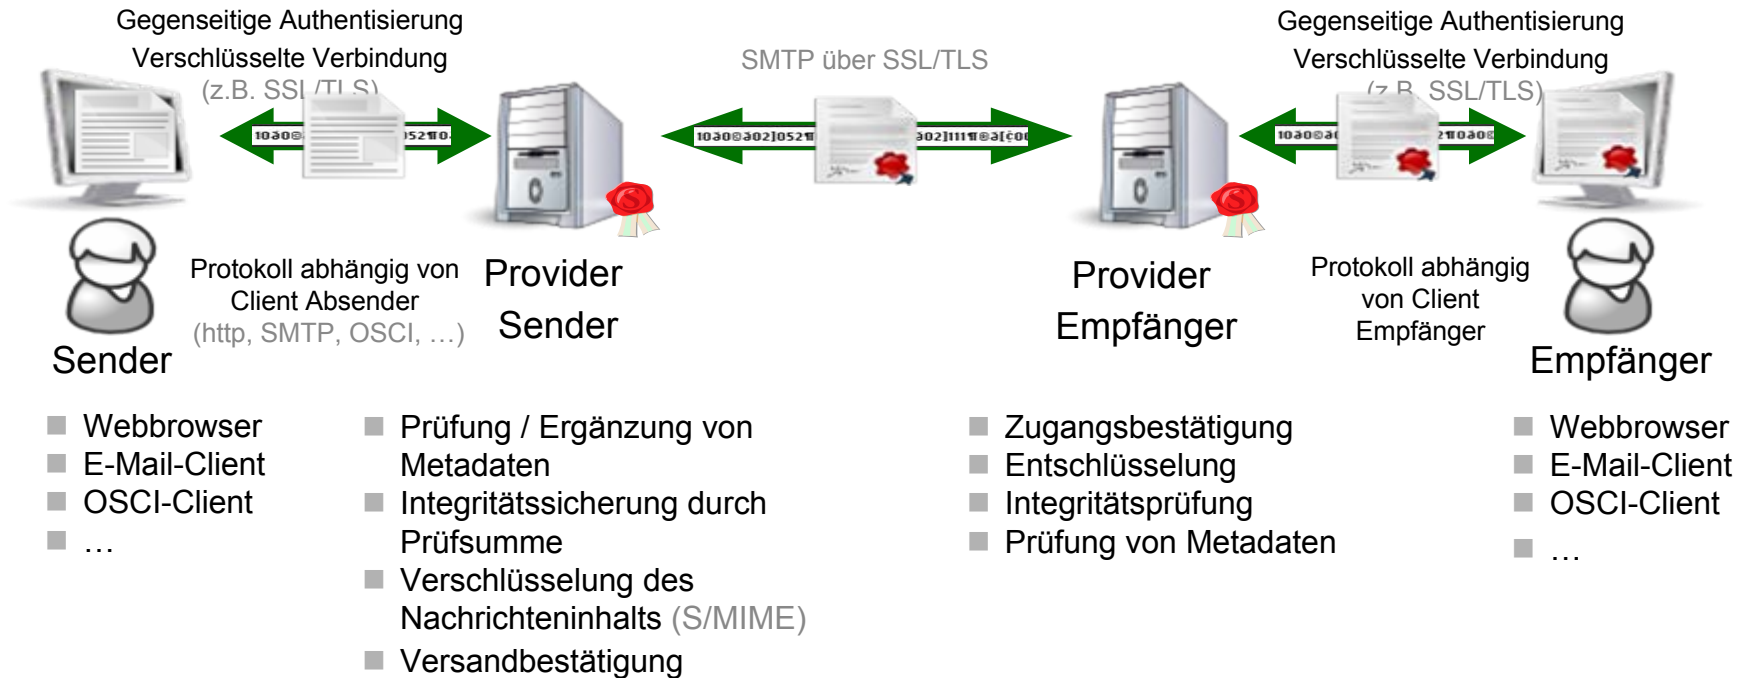 Gegenseitige Authentisierung
Verschlüsselte Verbindung
(z.B. SSL/TLS)
SMTP über SSL/TLS
Gegenseitige Authentisierung
Verschlüsselte Verbindung
(z.B. SSL/TLS)
Protokoll abhängig von
Client Absender
(http, SMTP, OSCI, …)
Provider
Sender
Provider
Empfänger
Protokoll abhängig
von Client
Empfänger
Sender
Empfänger
Webbrowser
E-Mail-Client
OSCI-Client
…
Prüfung / Ergänzung von
Metadaten
Integritätssicherung durch
Prüfsumme
Verschlüsselung des
Nachrichteninhalts (S/MIME)
Versandbestätigung
Zugangsbestätigung
Entschlüsselung
Integritätsprüfung
Prüfung von Metadaten
Webbrowser
E-Mail-Client
OSCI-Client
…